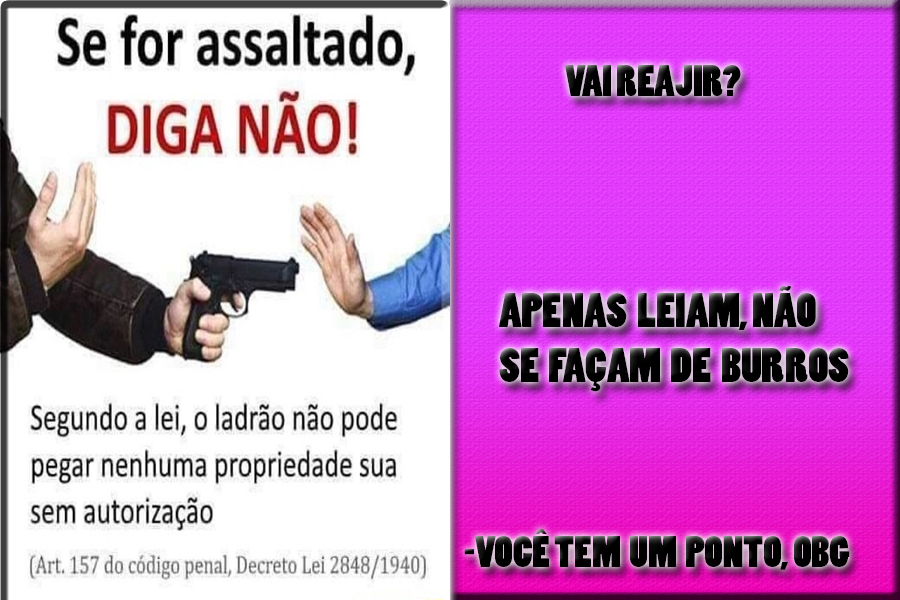 Se for assaltado,
DIGA NÃO!
Segundo a lei, o ladrão não pode
pegar nenhuma propriedade sua
sem autorização
(Art. 157 do código penal, Decreto Lei 2848/1940)
VAI REAJIR?
APENAS LEIAM, NÃO
SE FAÇAM DE BURROS
-VOCÊ TEM UM PONTO, OBG